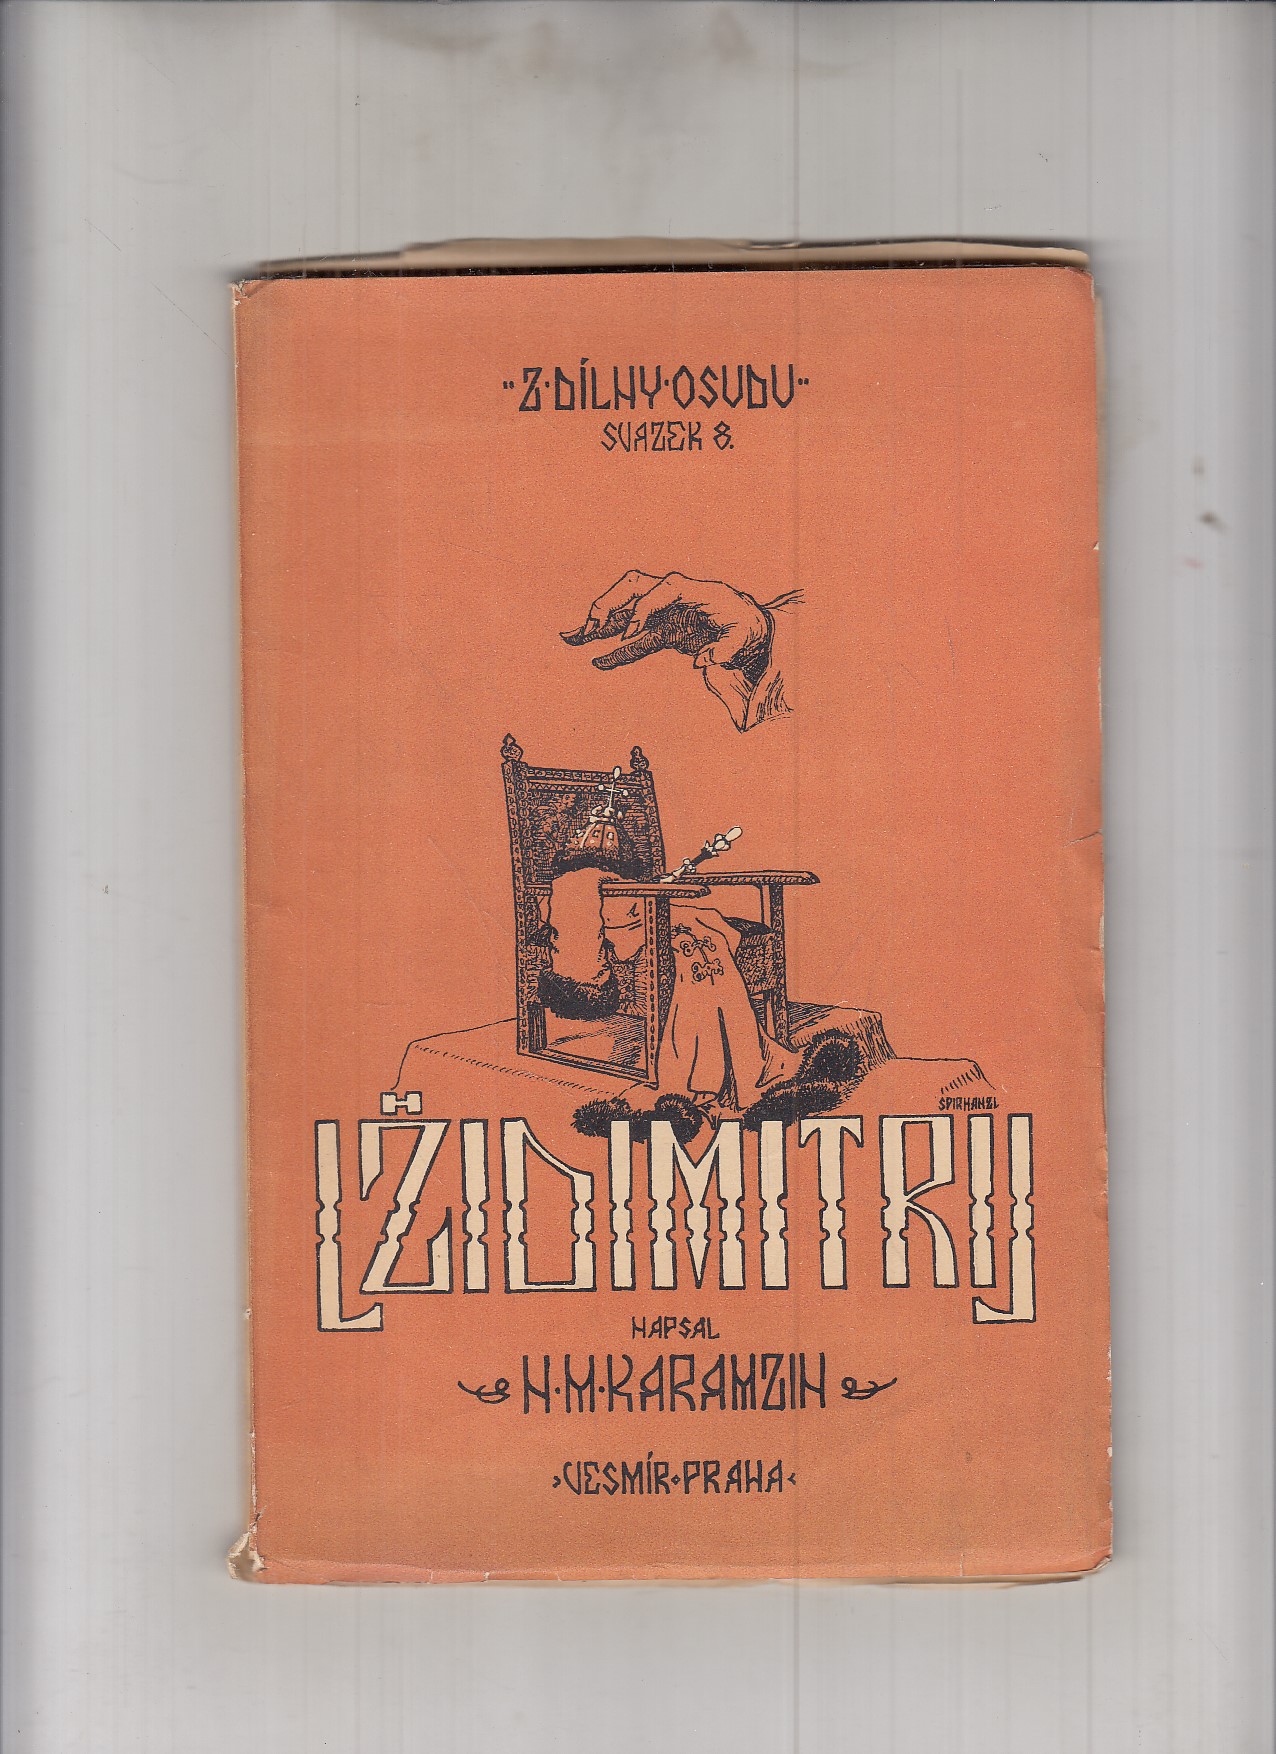 "Z·DÍLNY·OSUDU"
SVAZEK 8.
ŠPIRHANZL
LŽIDIMITRIJ
NAPSAL
N·M·KARAMZIN
›VESMÍR·PRAHA‹